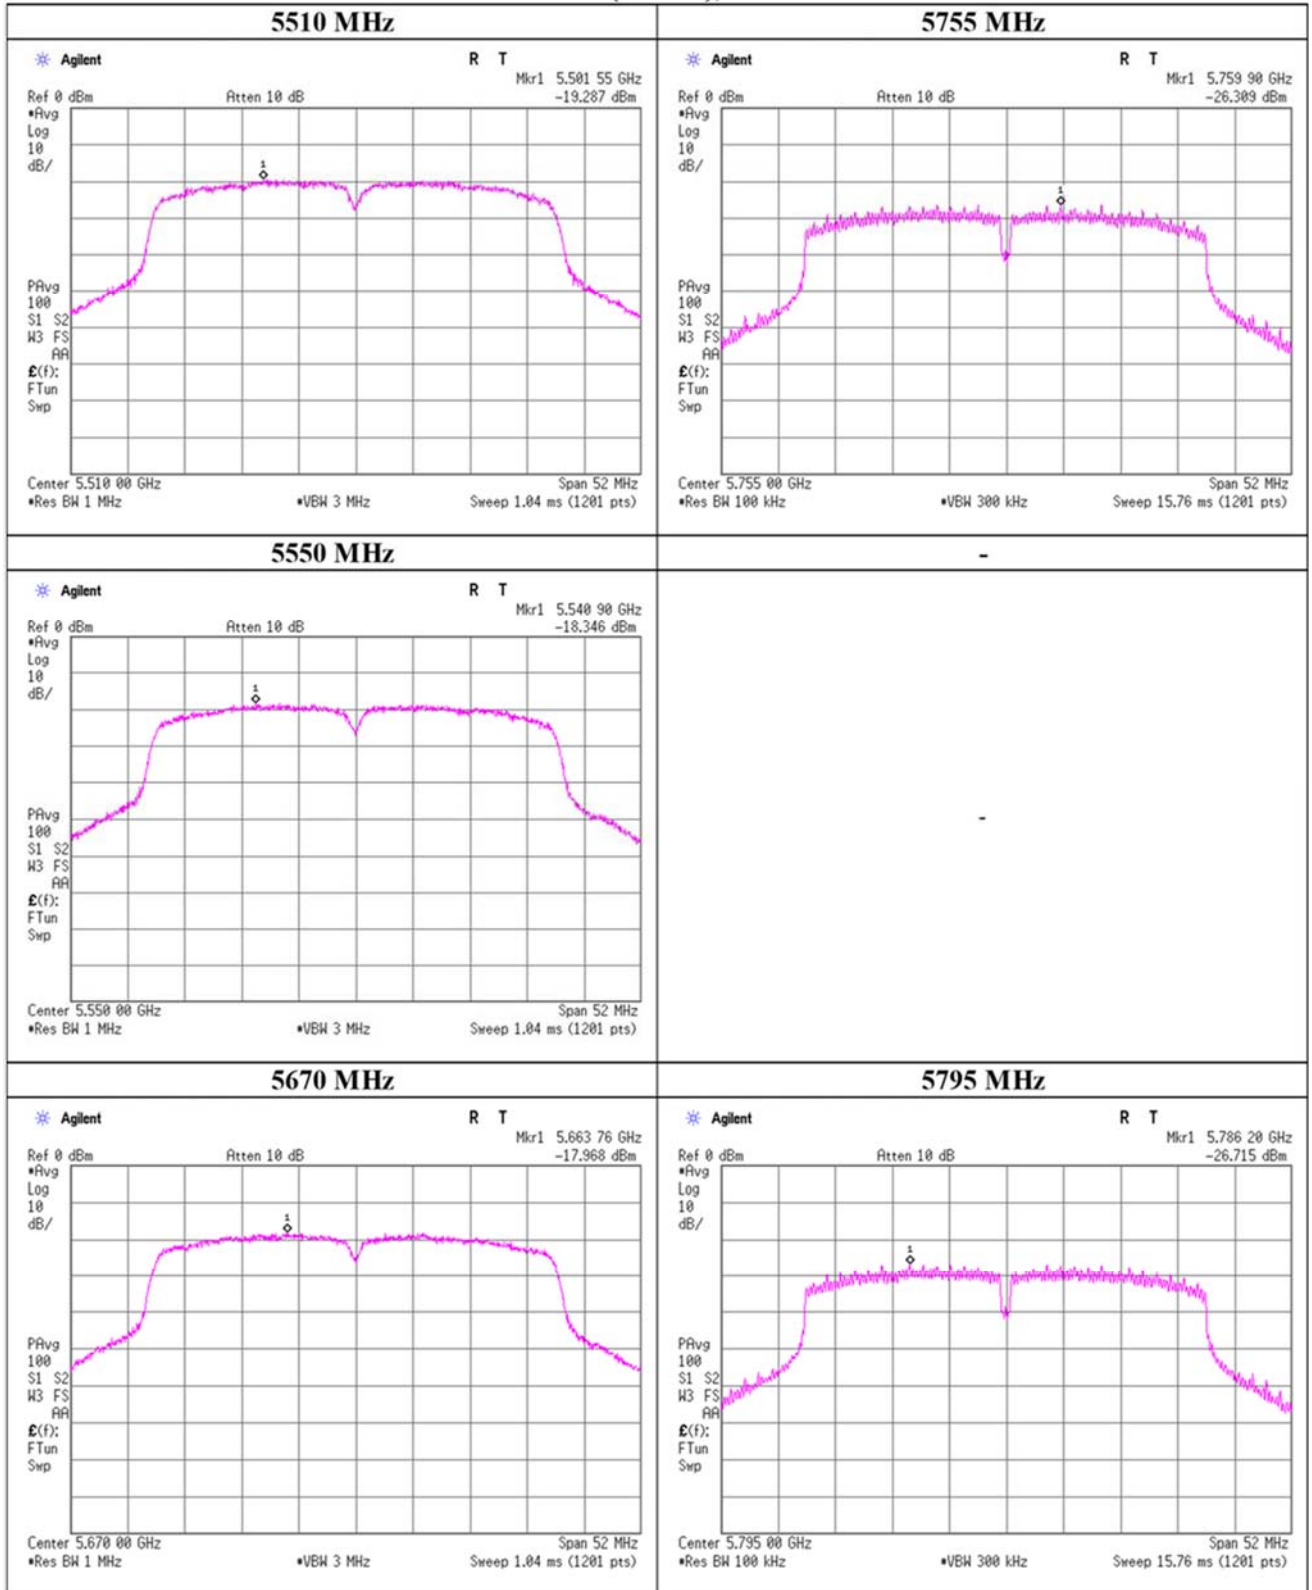 5510 MHz
Agilent R T
Mkr1 5.501 55 GHz
Ref 0 dBm Atten 10 dB -19.287 dBm
*Avg
Log
10
dB/
1
PAvg
100
S1 S2
W3 FS
AA
£(f):
FTun
Swp
Center 5.510 00 GHz Span 52 MHz
*Res BW 1 MHz *VBW 3 MHz Sweep 1.04 ms (1201 pts)
5755 MHz
Agilent R T
Mkr1 5.759 90 GHz
Ref 0 dBm Atten 10 dB -26.309 dBm
*Avg
Log
10
dB/
1
PAvg
100
S1 S2
W3 FS
AA
£(f):
FTun
Swp
Center 5.755 00 GHz Span 52 MHz
*Res BW 100 kHz *VBW 300 kHz Sweep 15.76 ms (1201 pts)
5550 MHz
Agilent R T
Mkr1 5.540 90 GHz
Ref 0 dBm Atten 10 dB -18.346 dBm
*Avg
Log
10
dB/
1
PAvg
100
S1 S2
W3 FS
AA
£(f):
FTun
Swp
Center 5.550 00 GHz Span 52 MHz
*Res BW 1 MHz *VBW 3 MHz Sweep 1.04 ms (1201 pts)
-
-
5670 MHz
Agilent R T
Mkr1 5.663 76 GHz
Ref 0 dBm Atten 10 dB -17.968 dBm
*Avg
Log
10
dB/
1
PAvg
100
S1 S2
W3 FS
AA
£(f):
FTun
Swp
Center 5.670 00 GHz Span 52 MHz
*Res BW 1 MHz *VBW 3 MHz Sweep 1.04 ms (1201 pts)
5795 MHz
Agilent R T
Mkr1 5.786 20 GHz
Ref 0 dBm Atten 10 dB -26.715 dBm
*Avg
Log
10
dB/
1
PAvg
100
S1 S2
W3 FS
AA
£(f):
FTun
Swp
Center 5.795 00 GHz Span 52 MHz
*Res BW 100 kHz *VBW 300 kHz Sweep 15.76 ms (1201 pts)